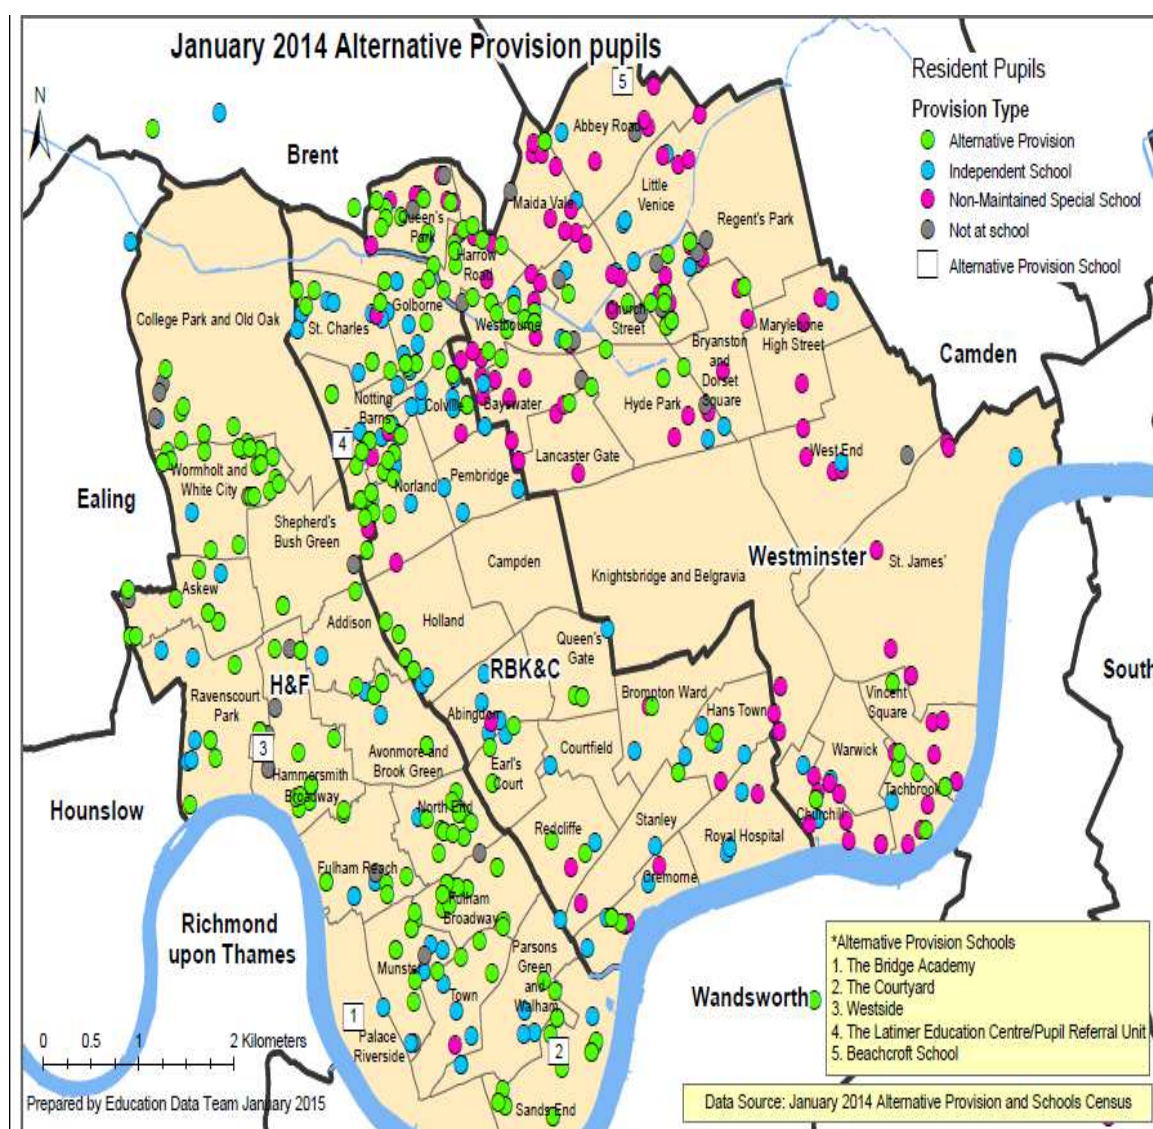 January 2014 Alternative Provision pupils
N
5
Resident Pupils
Provision Type
Alternative Provision
Independent School
Non-Maintained Special School
Not at school
Alternative Provision School
Brent
Abbey Road
Little
Venice
Maida Vale
Regent's Park
Queen's
Park
Harrow
Road
College Park and Old Oak
St. Charles
Golborne
Westbourne
Church
Street
Marylebone
High Street
Bryanston
and
Dorset
Square
Camden
Notting
Barns
Colville
Bayswater
Hyde Park
4
Lancaster Gate
West End
Wormholt and
White City
Norland
Pembridge
Ealing
Shepherd's
Bush Green
Campden
Knightsbridge and Belgravia
Westminster
St. James'
Askew
Addison
Holland
Queen's
Gate
South
H&F
RBK&C
Ravenscourt
Park
Brompton Ward
Hans Town
Vincent
Square
Abingdon
3
Avonmore and
Brook Green
Earl's
Court
Courtfield
Warwick
Hammersmith
Broadway
Tachbrook
Hounslow
North End
Redcliffe
Stanley
Royal Hospital
Churchill
Fulham Reach
Cremorne
Fulham
Broadway
Richmond
upon Thames
Munster
Town
Parsons
Green
and
Walham
Wandsworth
1
Palace
Riverside
2
Sands End
*Alternative Provision Schools
1. The Bridge Academy
2. The Courtyard
3. Westside
4. The Latimer Education Centre/Pupil Referral Unit
5. Beachcroft School
0 0.5 1 2 Kilometers
Prepared by Education Data Team January 2015
Data Source: January 2014 Alternative Provision and Schools Census